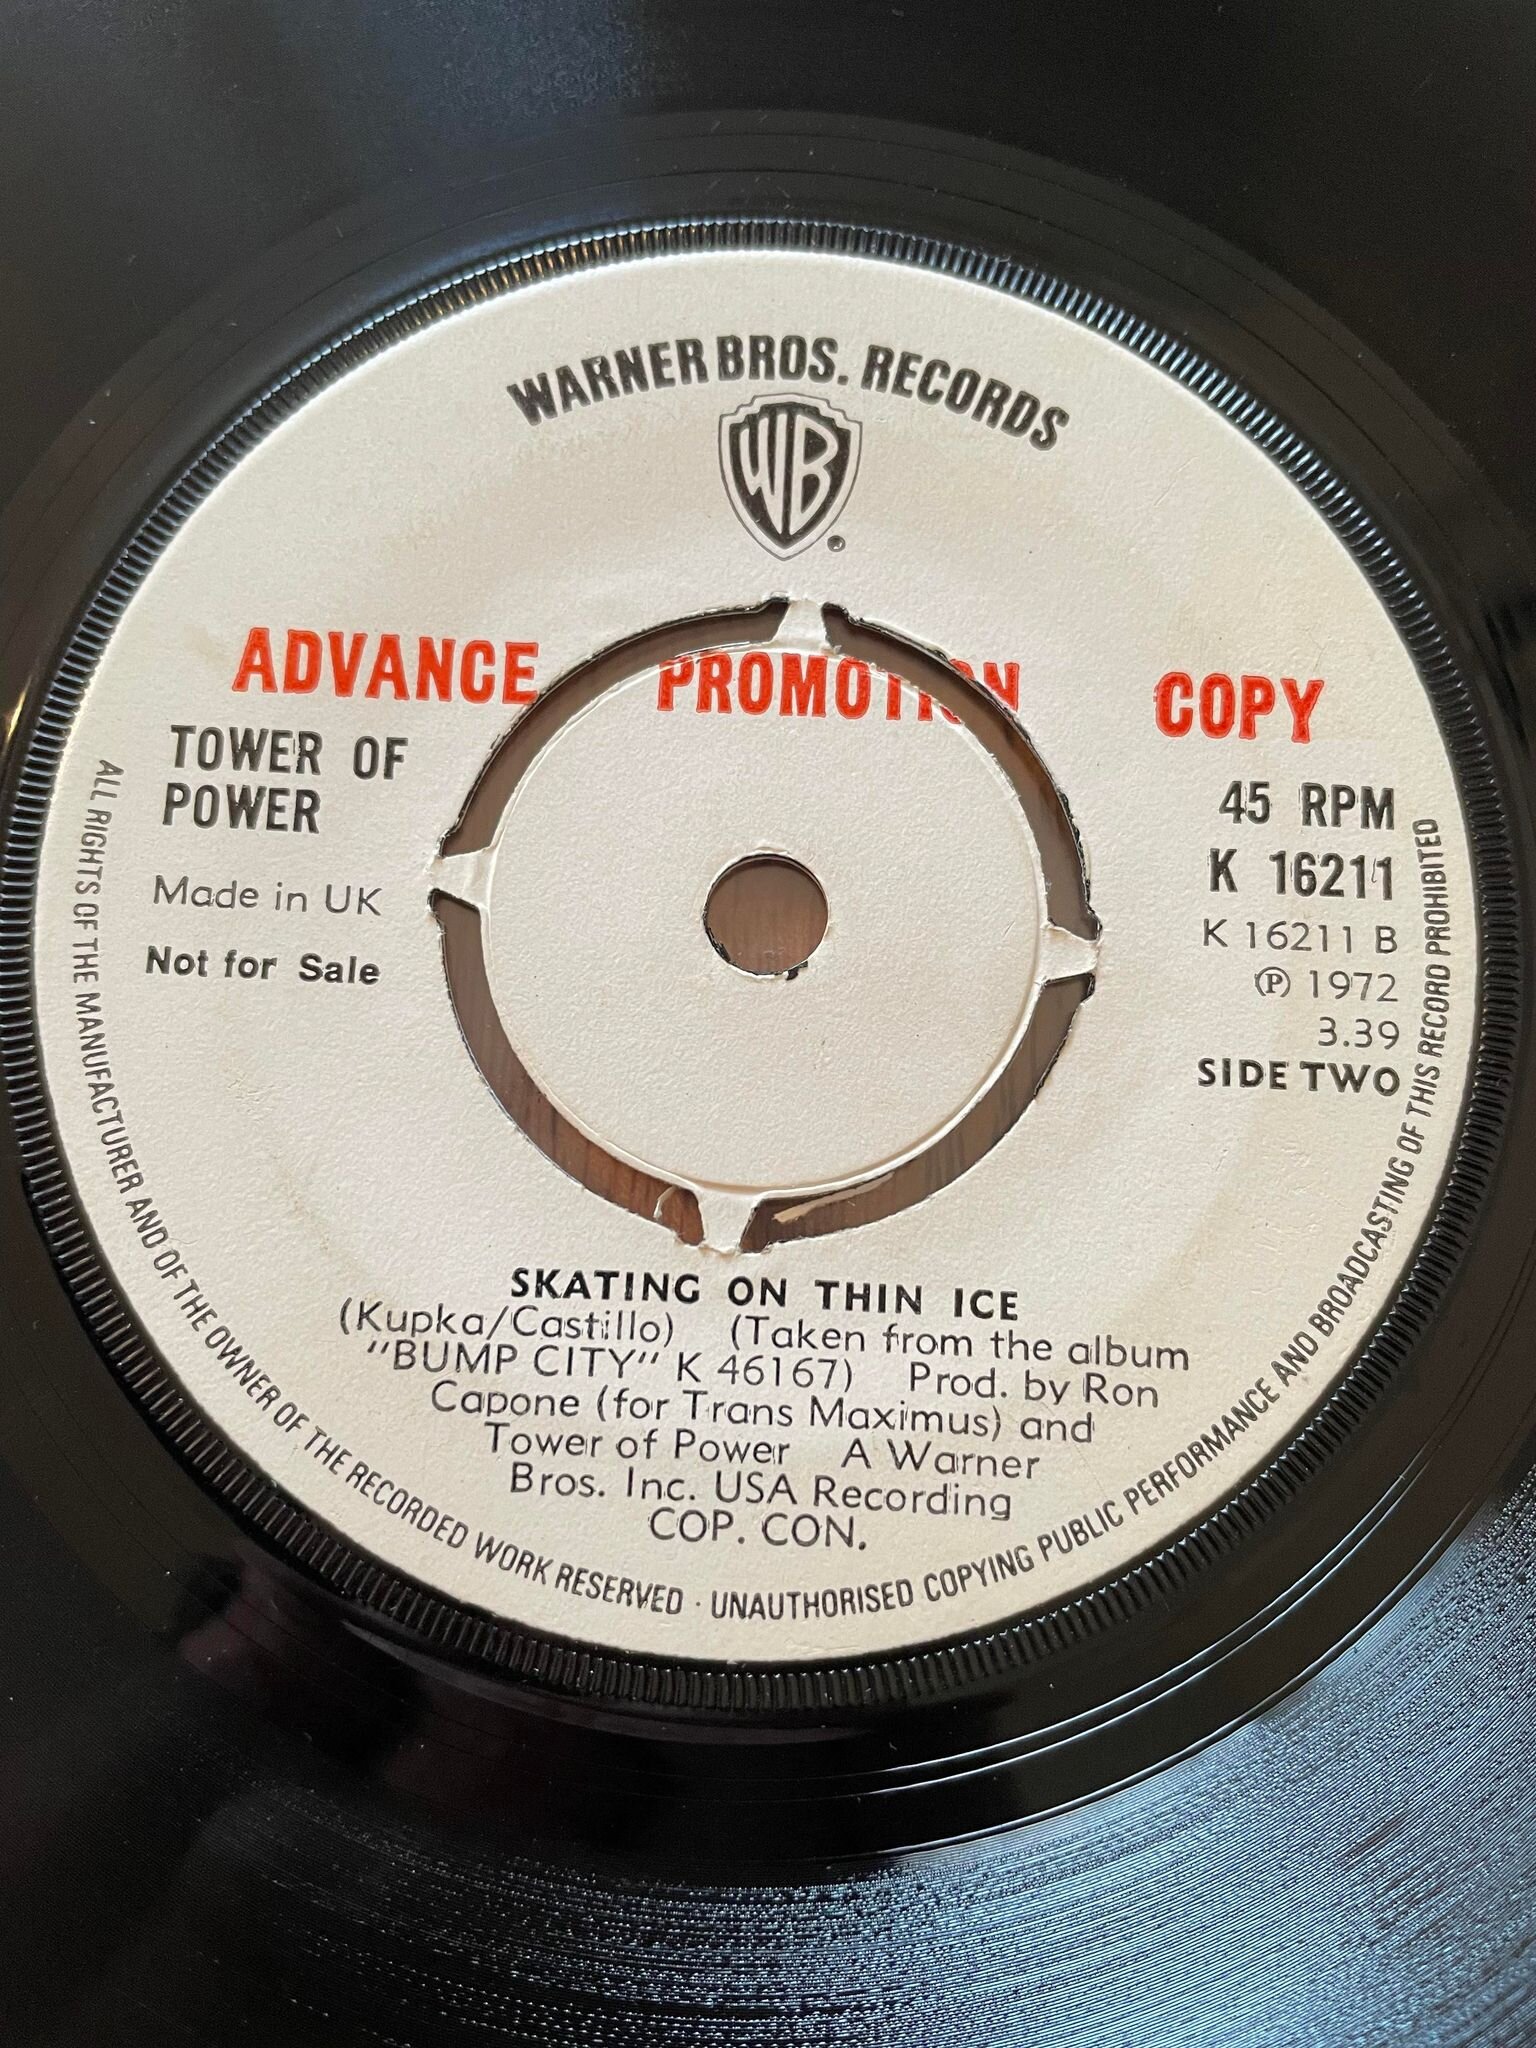 WARNER BROS. RECORDS
WB
ADVANCE PROMOTION COPY
TOWER OF
POWER
Made in UK
Not for Sale
45 RPM
K 16211
K 16211 B
℗ 1972
3.39
SIDE TWO
SKATING ON THIN ICE
(Kupka/Castillo) (Taken from the album
"BUMP CITY" K 46167) Prod. by Ron
Capone (for Trans Maximus) and
Tower of Power A Warner
Bros. Inc. USA Recording
COP. CON.
ALL RIGHTS OF THE MANUFACTURER AND OF THE OWNER OF THE RECORDED WORK RESERVED · UNAUTHORISED COPYING PUBLIC PERFORMANCE AND BROADCASTING OF THIS RECORD PROHIBITED